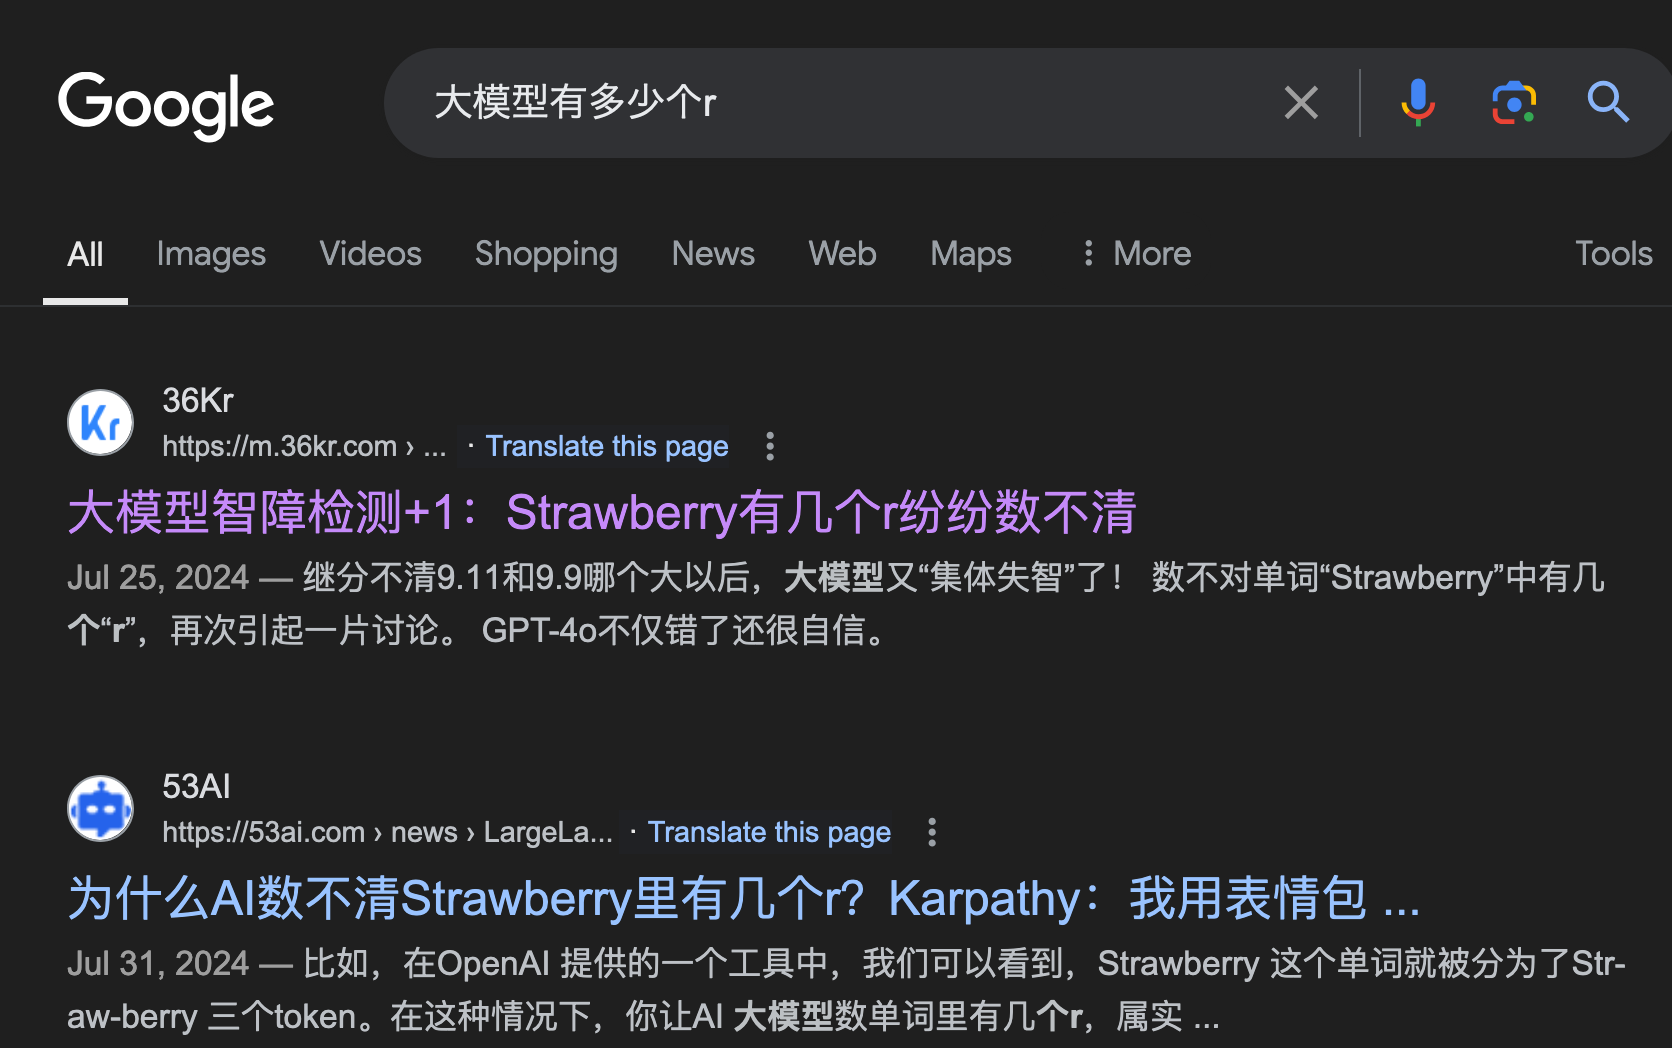 Google
大模型有多少个r
All Images Videos Shopping News Web Maps More Tools
Kr
36Kr
https://m.36kr.com › ... · Translate this page
大模型智障检测+1：Strawberry有几个r纷纷数不清
Jul 25, 2024 — 继分不清9.11和9.9哪个大以后，大模型又“集体失智”了！ 数不对单词“Strawberry”中有几
个“r”，再次引起一片讨论。 GPT-4o不仅错了还很自信。
53AI
https://53ai.com › news › LargeLa... · Translate this page
为什么AI数不清Strawberry里有几个r？Karpathy：我用表情包 ...
Jul 31, 2024 — 比如，在OpenAI 提供的一个工具中，我们可以看到，Strawberry 这个单词就被分为了Str-
aw-berry 三个token。在这种情况下，你让AI 大模型数单词里有几个r，属实 ...